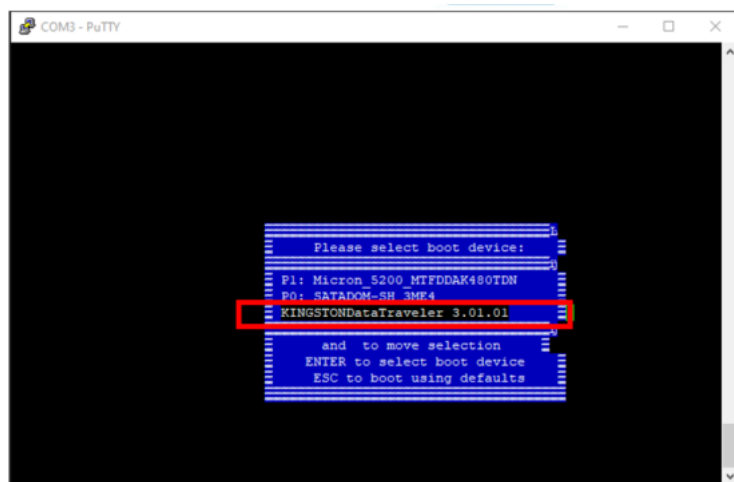 COM3 - PuTTY
Please select boot device:
P1: Micron_5200_MTFDDAK480TDN
P0: SATADOM-SH 3ME4
KINGSTONDataTraveler 3.01.01
and to move selection
ENTER to select boot device
ESC to boot using defaults